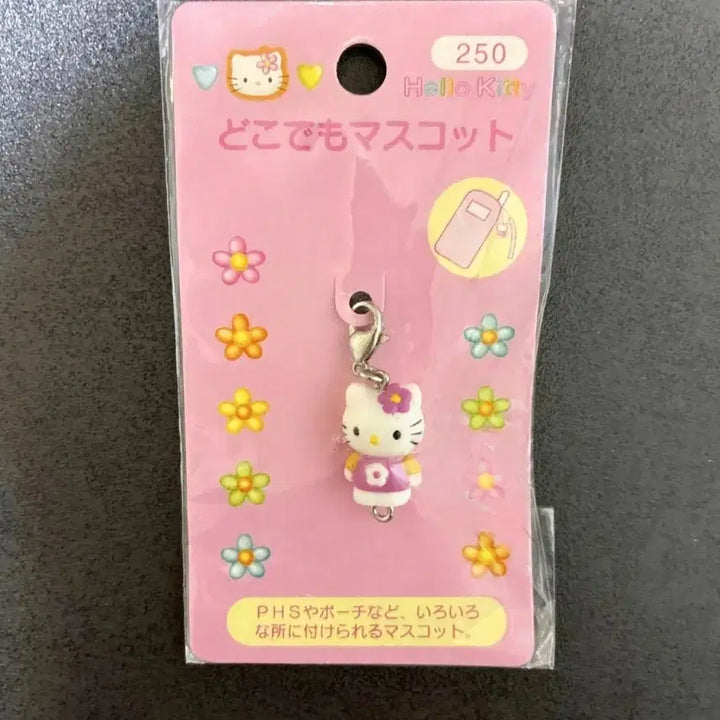 250
Hello Kitty
どこでもマスコット
PHSやポーチなど、いろいろ
な所に付けられるマスコット。